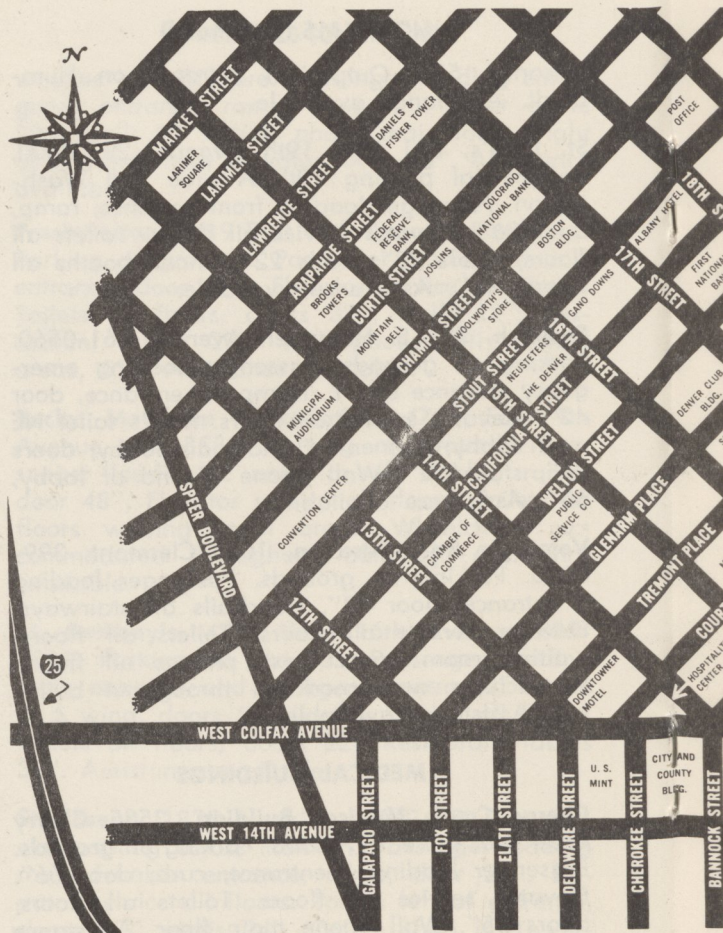 N
MARKET STREET
LARIMER
SQUARE
LARIMER STREET
LAWRENCE STREET
DANIELS &
FISHER TOWER
POST
OFFICE
ARAPAHOE STREET
FEDERAL
RESERVE
BANK
COLORADO
NATIONAL BANK
18TH S
ALBANY HOTEL
BROOKS
TOWERS
CURTIS STREET
JOSLINS
BOSTON
BLDG.
17TH STREET
FIRST
NATIONA
BA
MOUNTAIN
BELL
CHAMPA STREET
WOOLWORTH'S
STORE
GANO DOWNS
16TH STREET
NEUSTETERS
THE DENVER
STOUT STREET
15TH STREET
DENVER CLUB
BLDG.
MUNICIPAL
AUDITORIUM
CALIFORNIA STREET
14TH STREET
WELTON STREET
SPEER BOULEVARD
CONVENTION CENTER
13TH STREET
CHAMBER OF
COMMERCE
PUBLIC
SERVICE CO.
GLENARM PLACE
TREMONT PLACE
COU
12TH STREET
25
DOWNTOWNER
MOTEL
HOSPITALI
CENTER
WEST COLFAX AVENUE
GALAPAGO STREET
FOX STREET
ELATI STREET
DELAWARE STREET
U. S.
MINT
CHEROKEE STREET
CITY AND
COUNTY
BLDG.
BANNOCK STREET
WEST 14TH AVENUE